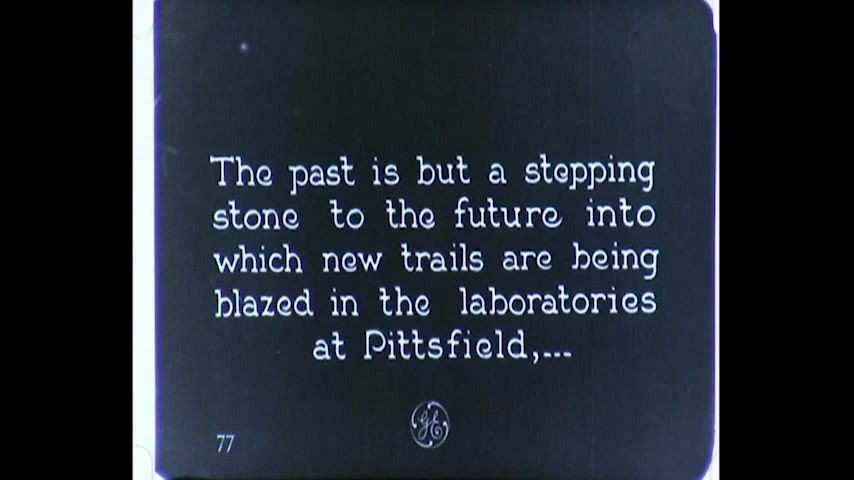 The past is but a stepping
stone to the future into
which new trails are being
blazed in the laboratories
at Pittsfield,...
77
GE